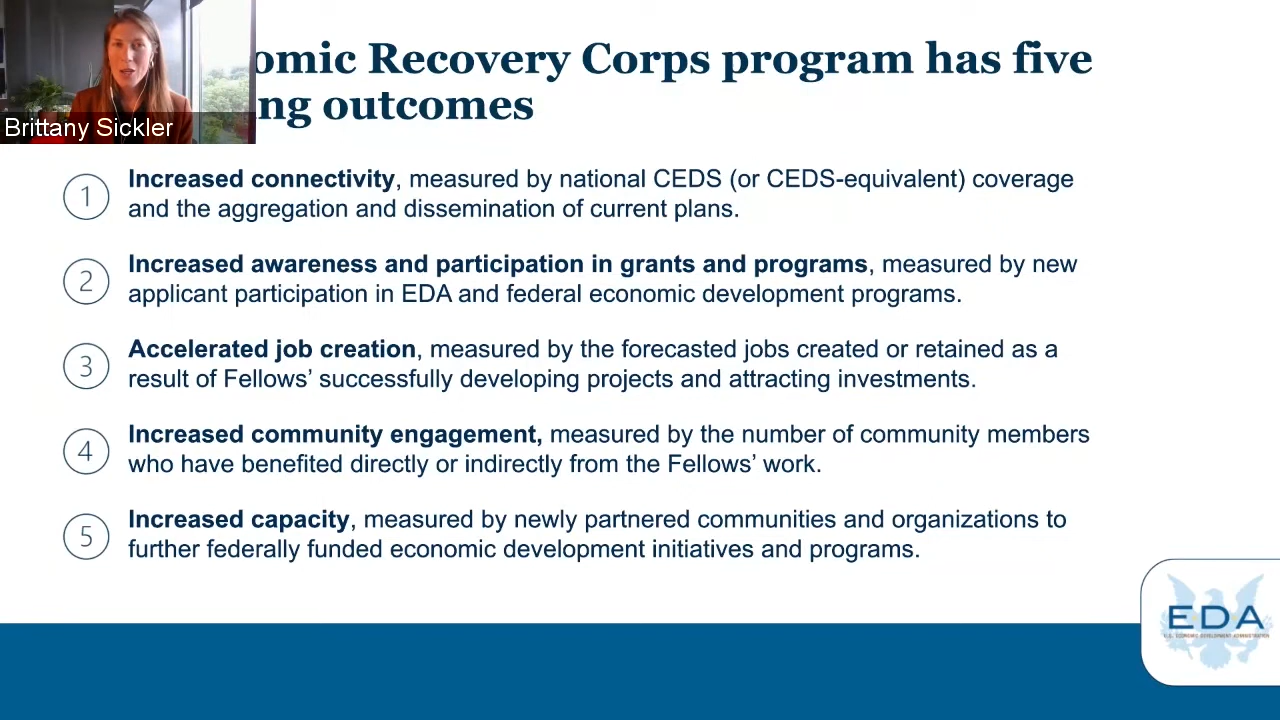 omic Recovery Corps program has five
ng outcomes
Brittany Sickler
1
Increased connectivity, measured by national CEDS (or CEDS-equivalent) coverage
and the aggregation and dissemination of current plans.
2
Increased awareness and participation in grants and programs, measured by new
applicant participation in EDA and federal economic development programs.
3
Accelerated job creation, measured by the forecasted jobs created or retained as a
result of Fellows’ successfully developing projects and attracting investments.
4
Increased community engagement, measured by the number of community members
who have benefited directly or indirectly from the Fellows’ work.
5
Increased capacity, measured by newly partnered communities and organizations to
further federally funded economic development initiatives and programs.
EDA
U.S. ECONOMIC DEVELOPMENT ADMINISTRATION